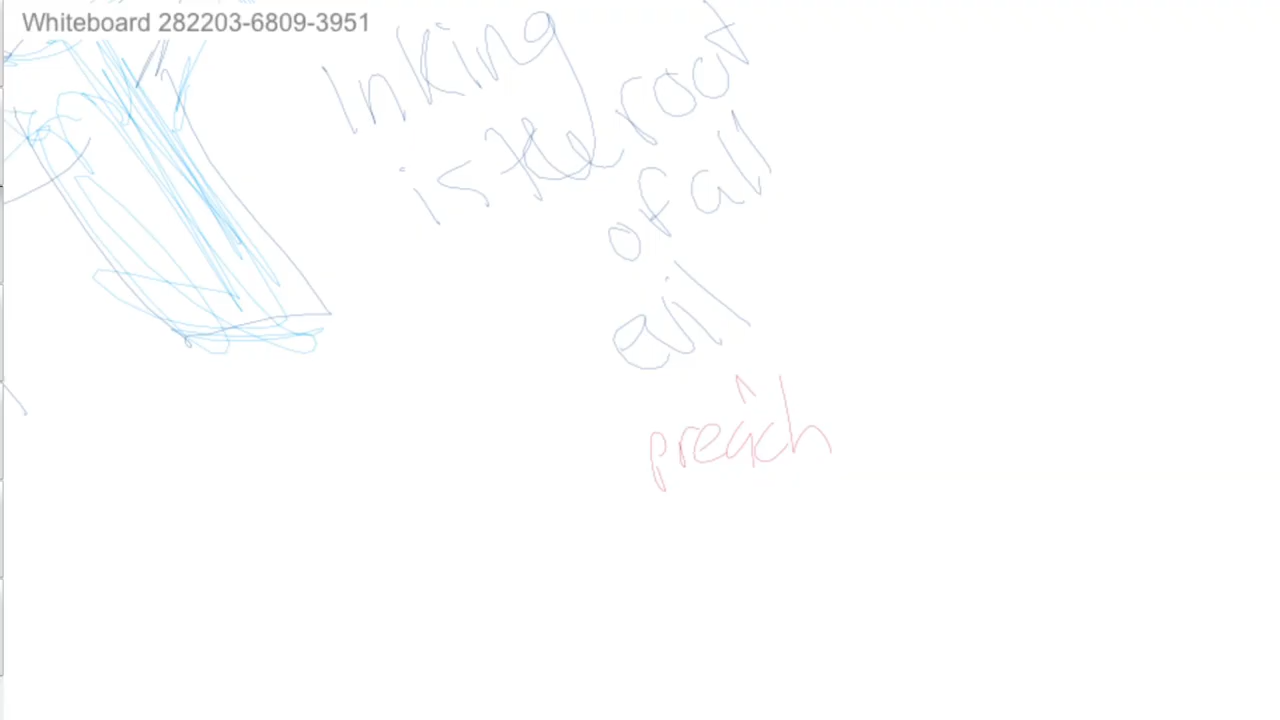 Whiteboard 282203-6809-3951
Inking
is the root
of all
evil
^
preach